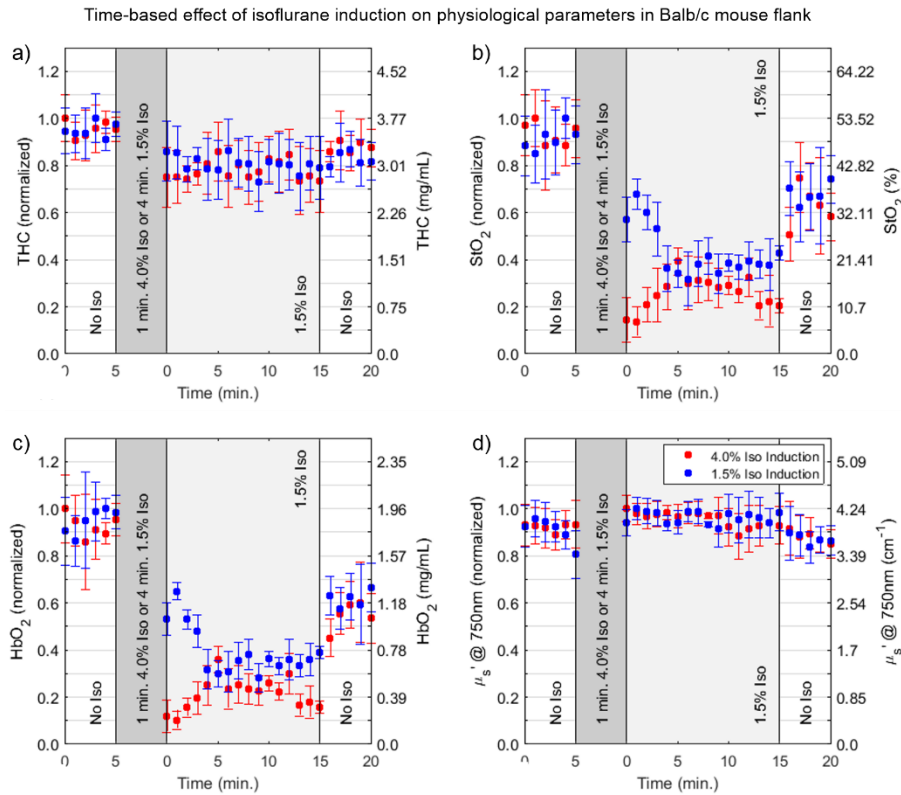 Time-based effect of isoflurane induction on physiological parameters in Balb/c mouse flank
a)
1.2
1.0
0.8
0.6
0.4
0.2
0.0
THC (normalized)
4.52
3.77
3.01
2.26
1.51
0.75
0.0
THC (mg/mL)
No Iso
1 min. 4.0% Iso or 4 min. 1.5% Iso
1.5% Iso
No Iso
0 5 0 5 10 15 20
Time (min.)
b)
1.2
1.0
0.8
0.6
0.4
0.2
0.0
StO2 (normalized)
64.22
53.52
42.82
32.11
21.41
10.7
0.0
StO2 (%)
No Iso
1 min. 4.0% Iso or 4 min. 1.5% Iso
1.5% Iso
No Iso
0 5 0 5 10 15 20
Time (min.)
c)
1.2
1.0
0.8
0.6
0.4
0.2
0.0
HbO2 (normalized)
2.35
1.96
1.57
1.18
0.78
0.39
0.0
HbO2 (mg/mL)
No Iso
1 min. 4.0% Iso or 4 min. 1.5% Iso
1.5% Iso
No Iso
0 5 0 5 10 15 20
Time (min.)
d)
4.0% Iso Induction
1.5% Iso Induction
1.2
1.0
0.8
0.6
0.4
0.2
0.0
μs' @ 750nm (normalized)
5.09
4.24
3.39
2.54
1.7
0.85
0.0
μs' @ 750nm (cm-1)
No Iso
1 min. 4.0% Iso or 4 min. 1.5% Iso
1.5% Iso
No Iso
0 5 0 5 10 15 20
Time (min.)